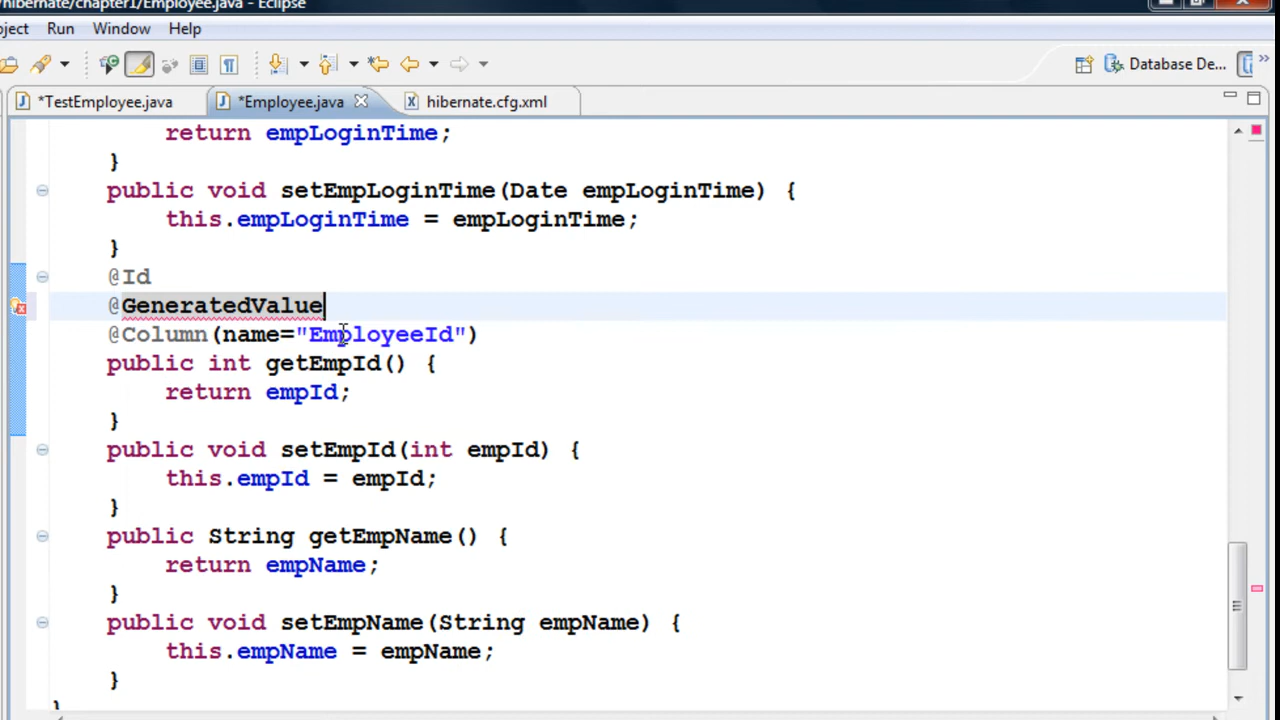 /hibernate/chapter1/Employee.java - Eclipse
oject Run Window Help
Database De...
*TestEmployee.java *Employee.java hibernate.cfg.xml
return empLoginTime;
}
public void setEmpLoginTime(Date empLoginTime) {
this.empLoginTime = empLoginTime;
}
@Id
@GeneratedValue
@Column(name="EmployeeId")
public int getEmpId() {
return empId;
}
public void setEmpId(int empId) {
this.empId = empId;
}
public String getEmpName() {
return empName;
}
public void setEmpName(String empName) {
this.empName = empName;
}
}